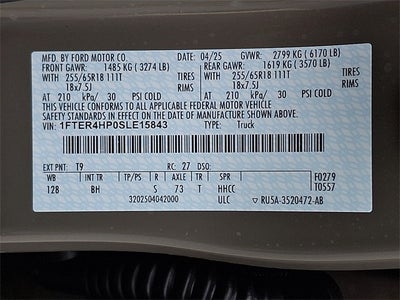 MFD. BY FORD MOTOR CO. 04/25 GVWR: 2799 KG ( 6170 LB)
FRONT GAWR: 1485 KG ( 3274 LB) REAR GAWR: 1619 KG ( 3570 LB)
WITH 255/65R18 111T TIRES WITH 255/65R18 111T TIRES
18x7.5J RIMS 18x7.5J RIMS
AT 210 kPa/ 30 PSI COLD AT 210 kPa/ 30 PSI COLD
THIS VEHICLE CONFORMS TO ALL APPLICABLE FEDERAL MOTOR VEHICLE
SAFETY STANDARDS IN EFFECT ON THE DATE OF MANUFACTURE SHOWN ABOVE.
VIN: 1FTER4HP0SLE15843 TYPE: Truck
EXT PNT: T9 RC: 27 DSO: F0279
WB INT TR TP/PS R AXLE TR SPR T0557
128 BH S 73 T HHCC
3202504042000 ULC RU5A-3520472-AB